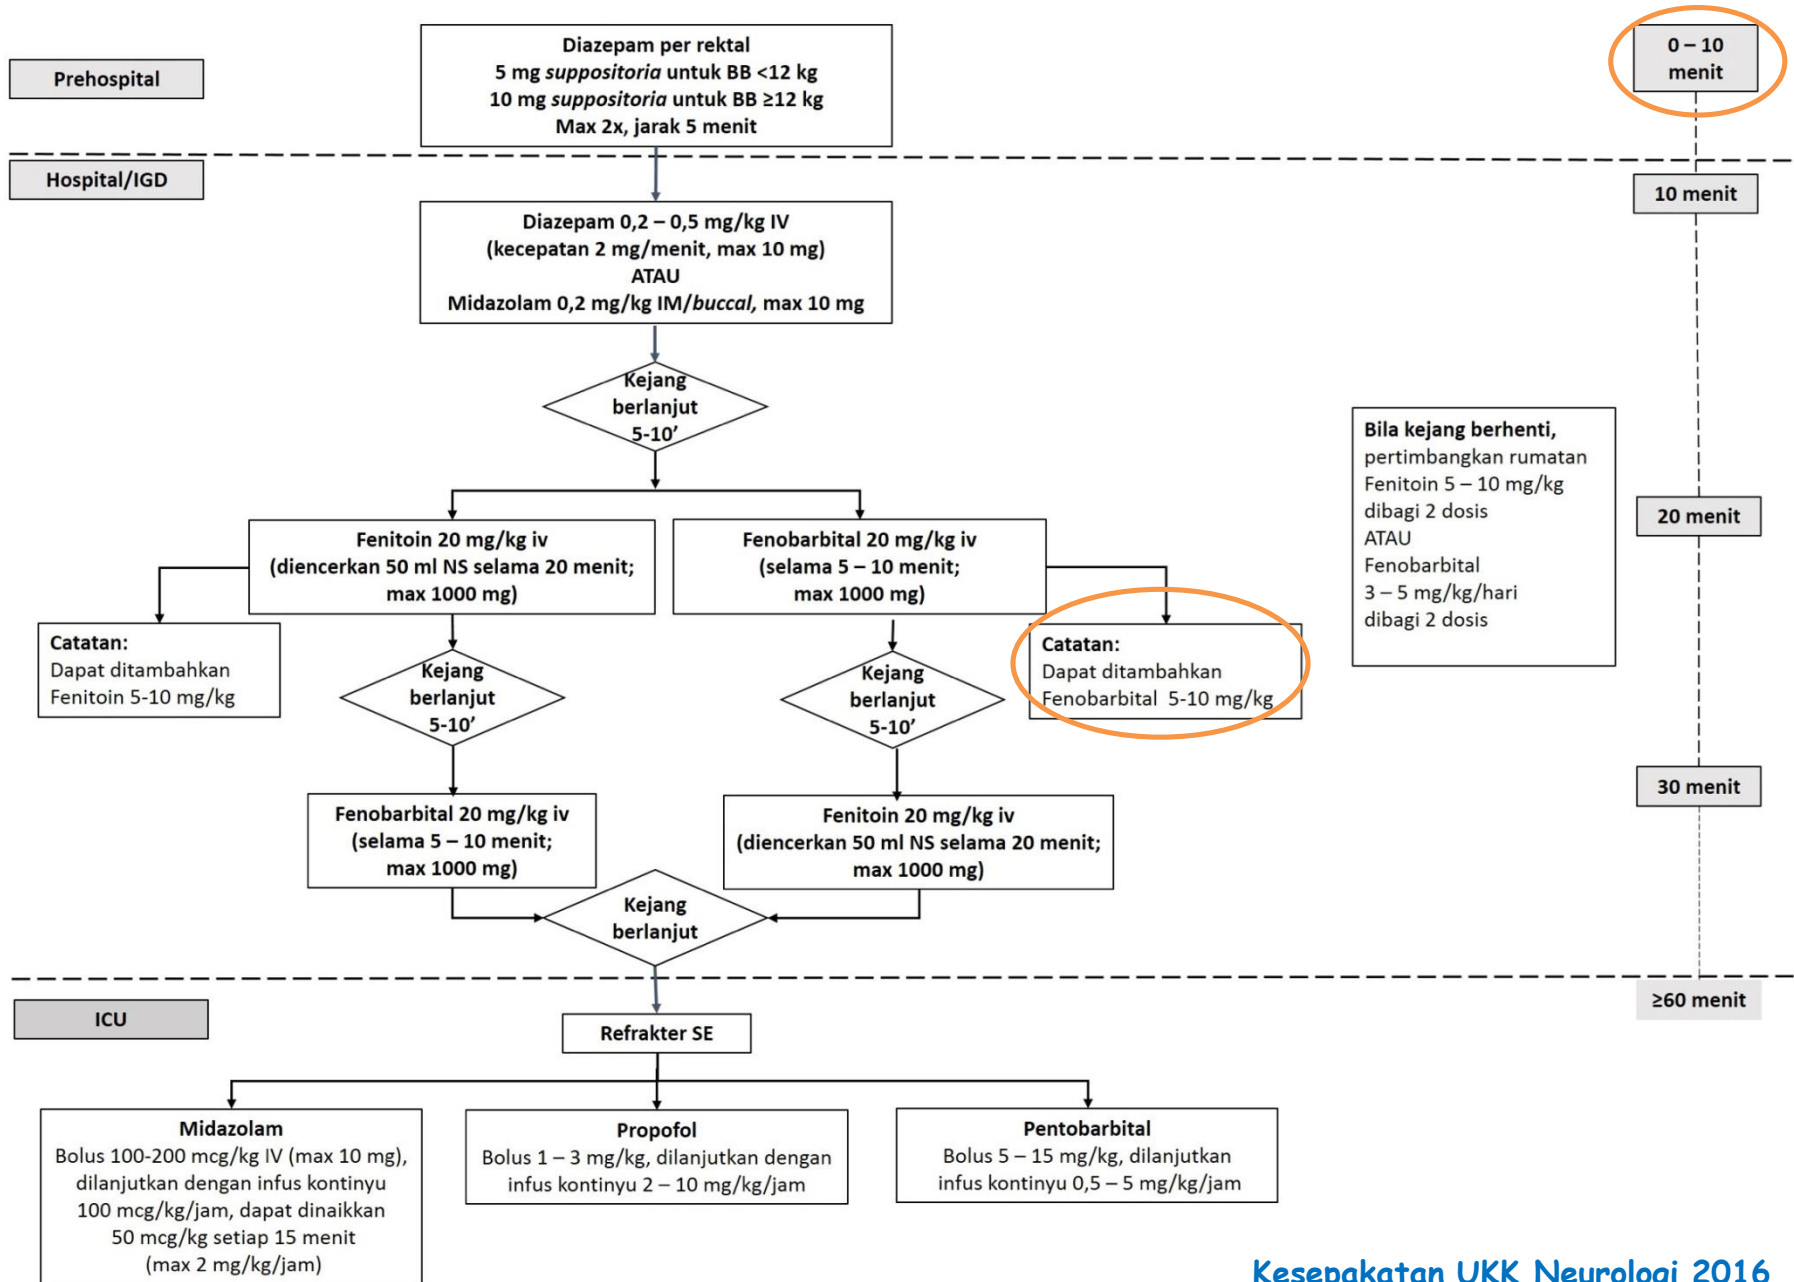 Prehospital
Diazepam per rektal
5 mg suppositoria untuk BB <12 kg
10 mg suppositoria untuk BB ≥12 kg
Max 2x, jarak 5 menit
0 – 10
menit
Hospital/IGD
10 menit
Diazepam 0,2 – 0,5 mg/kg IV
(kecepatan 2 mg/menit, max 10 mg)
ATAU
Midazolam 0,2 mg/kg IM/buccal, max 10 mg
Kejang
berlanjut
5-10’
Bila kejang berhenti,
pertimbangkan rumatan
Fenitoin 5 – 10 mg/kg
dibagi 2 dosis
ATAU
Fenobarbital
3 – 5 mg/kg/hari
dibagi 2 dosis
20 menit
Fenitoin 20 mg/kg iv
(diencerkan 50 ml NS selama 20 menit;
max 1000 mg)
Fenobarbital 20 mg/kg iv
(selama 5 – 10 menit;
max 1000 mg)
Catatan:
Dapat ditambahkan
Fenitoin 5-10 mg/kg
Kejang
berlanjut
5-10’
Kejang
berlanjut
5-10’
Catatan:
Dapat ditambahkan
Fenobarbital 5-10 mg/kg
30 menit
Fenobarbital 20 mg/kg iv
(selama 5 – 10 menit;
max 1000 mg)
Fenitoin 20 mg/kg iv
(diencerkan 50 ml NS selama 20 menit;
max 1000 mg)
Kejang
berlanjut
ICU
≥60 menit
Refrakter SE
Midazolam
Bolus 100-200 mcg/kg IV (max 10 mg),
dilanjutkan dengan infus kontinyu
100 mcg/kg/jam, dapat dinaikkan
50 mcg/kg setiap 15 menit
(max 2 mg/kg/jam)
Propofol
Bolus 1 – 3 mg/kg, dilanjutkan dengan
infus kontinyu 2 – 10 mg/kg/jam
Pentobarbital
Bolus 5 – 15 mg/kg, dilanjutkan
infus kontinyu 0,5 – 5 mg/kg/jam
Kesepakatan UKK Neurologi 2016